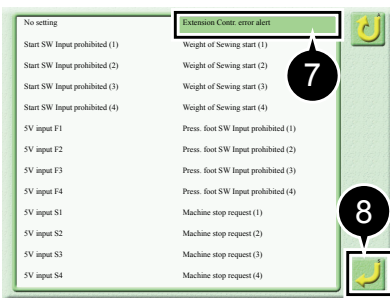 No setting Extension Contr. error alert
Start SW Input prohibited (1) Weight of Sewing start (1)
Start SW Input prohibited (2) Weight of Sewing start (2)
Start SW Input prohibited (3) Weight of Sewing start (3)
Start SW Input prohibited (4) Weight of Sewing start (4)
5V input F1 Press. foot SW Input prohibited (1)
5V input F2 Press. foot SW Input prohibited (2)
5V input F3 Press. foot SW Input prohibited (3)
5V input F4 Press. foot SW Input prohibited (4)
5V input S1 Machine stop request (1)
5V input S2 Machine stop request (2)
5V input S3 Machine stop request (3)
5V input S4 Machine stop request (4)
7
8